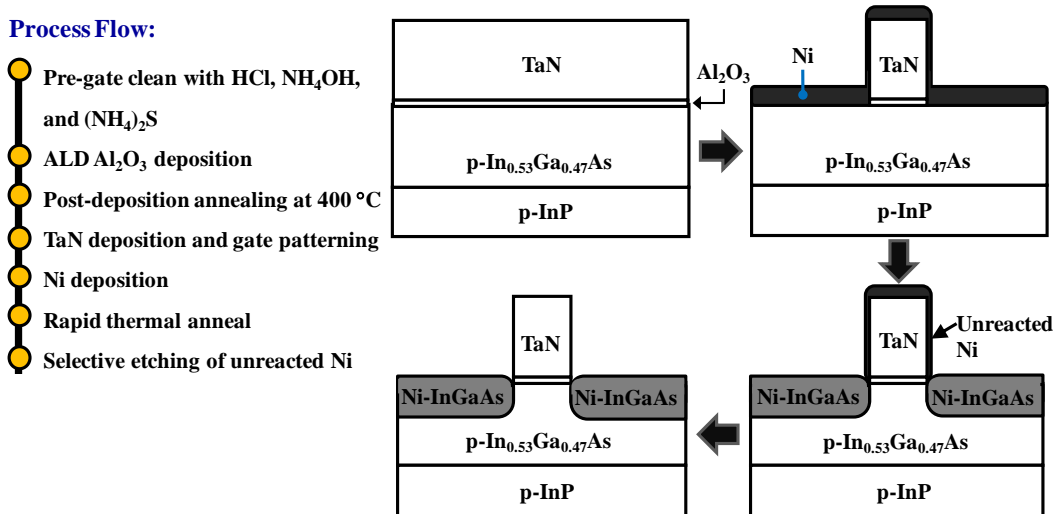 Process Flow:
Pre-gate clean with HCl, NH₄OH,
and (NH₄)₂S
ALD Al₂O₃ deposition
Post-deposition annealing at 400 °C
TaN deposition and gate patterning
Ni deposition
Rapid thermal anneal
Selective etching of unreacted Ni
TaN
Al₂O₃
p-In₀.₅₃Ga₀.₄₇As
p-InP
Ni
TaN
p-In₀.₅₃Ga₀.₄₇As
p-InP
TaN
Ni-InGaAs
Ni-InGaAs
p-In₀.₅₃Ga₀.₄₇As
p-InP
TaN
Unreacted
Ni
Ni-InGaAs
Ni-InGaAs
p-In₀.₅₃Ga₀.₄₇As
p-InP